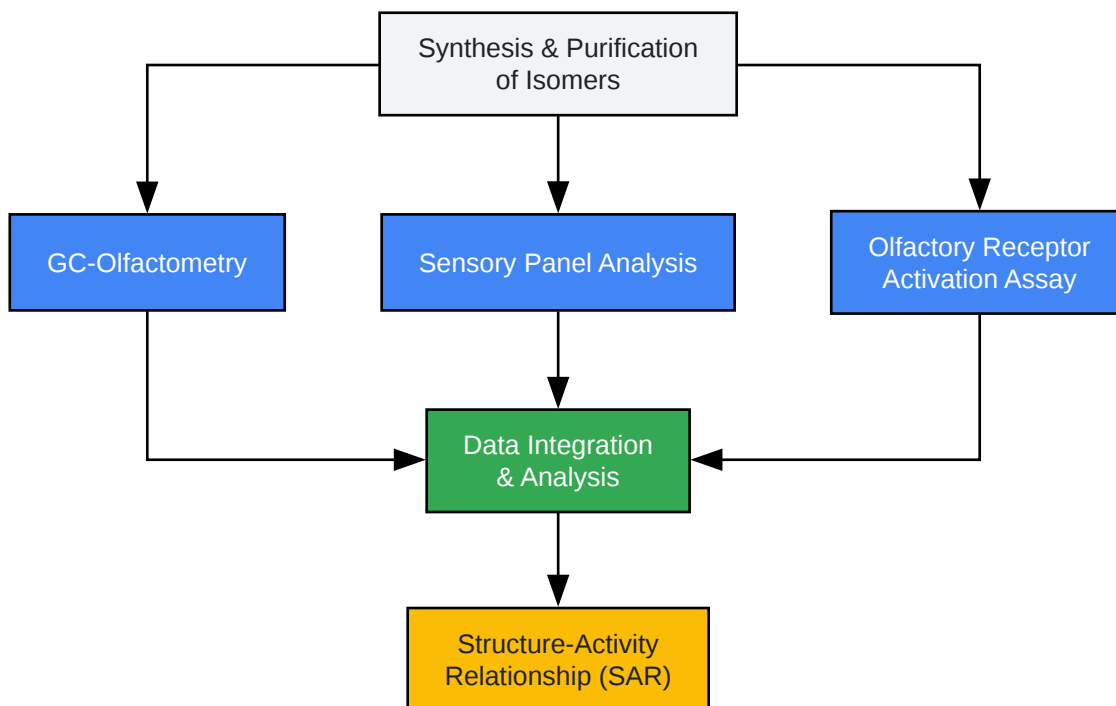 Synthesis & Purification
of Isomers
GC-Olfactometry
Sensory Panel Analysis
Olfactory Receptor
Activation Assay
Data Integration
& Analysis
Structure-Activity
Relationship (SAR)